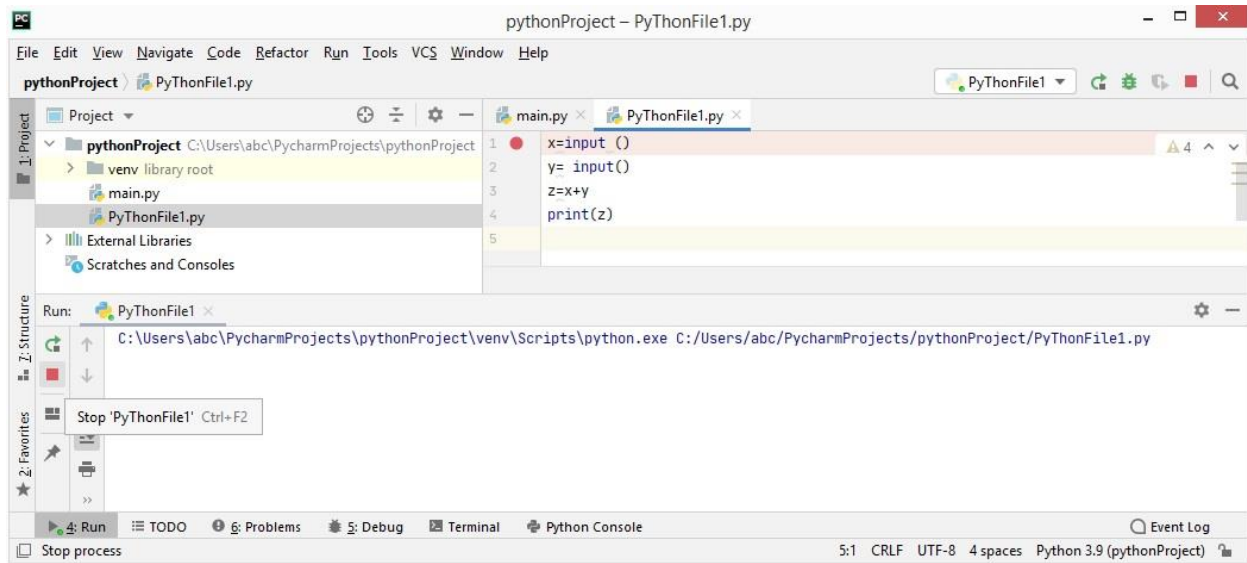 PC
pythonProject – PyThonFile1.py
File Edit View Navigate Code Refactor Run Tools VCS Window Help
pythonProject PyThonFile1.py
PyThonFile1
1: Project
Project
main.py
PyThonFile1.py
pythonProject C:\Users\abc\PycharmProjects\pythonProject
venv library root
main.py
PyThonFile1.py
External Libraries
Scratches and Consoles
1 x=input ()
4
2 y= input()
3 z=x+y
4 print(z)
5
7: Structure
2: Favorites
Run: PyThonFile1
C:\Users\abc\PycharmProjects\pythonProject\venv\Scripts\python.exe C:/Users/abc/PycharmProjects/pythonProject/PyThonFile1.py
Stop 'PyThonFile1' Ctrl+F2
4: Run TODO 6: Problems 5: Debug Terminal Python Console Event Log
Stop process 5:1 CRLF UTF-8 4 spaces Python 3.9 (pythonProject)